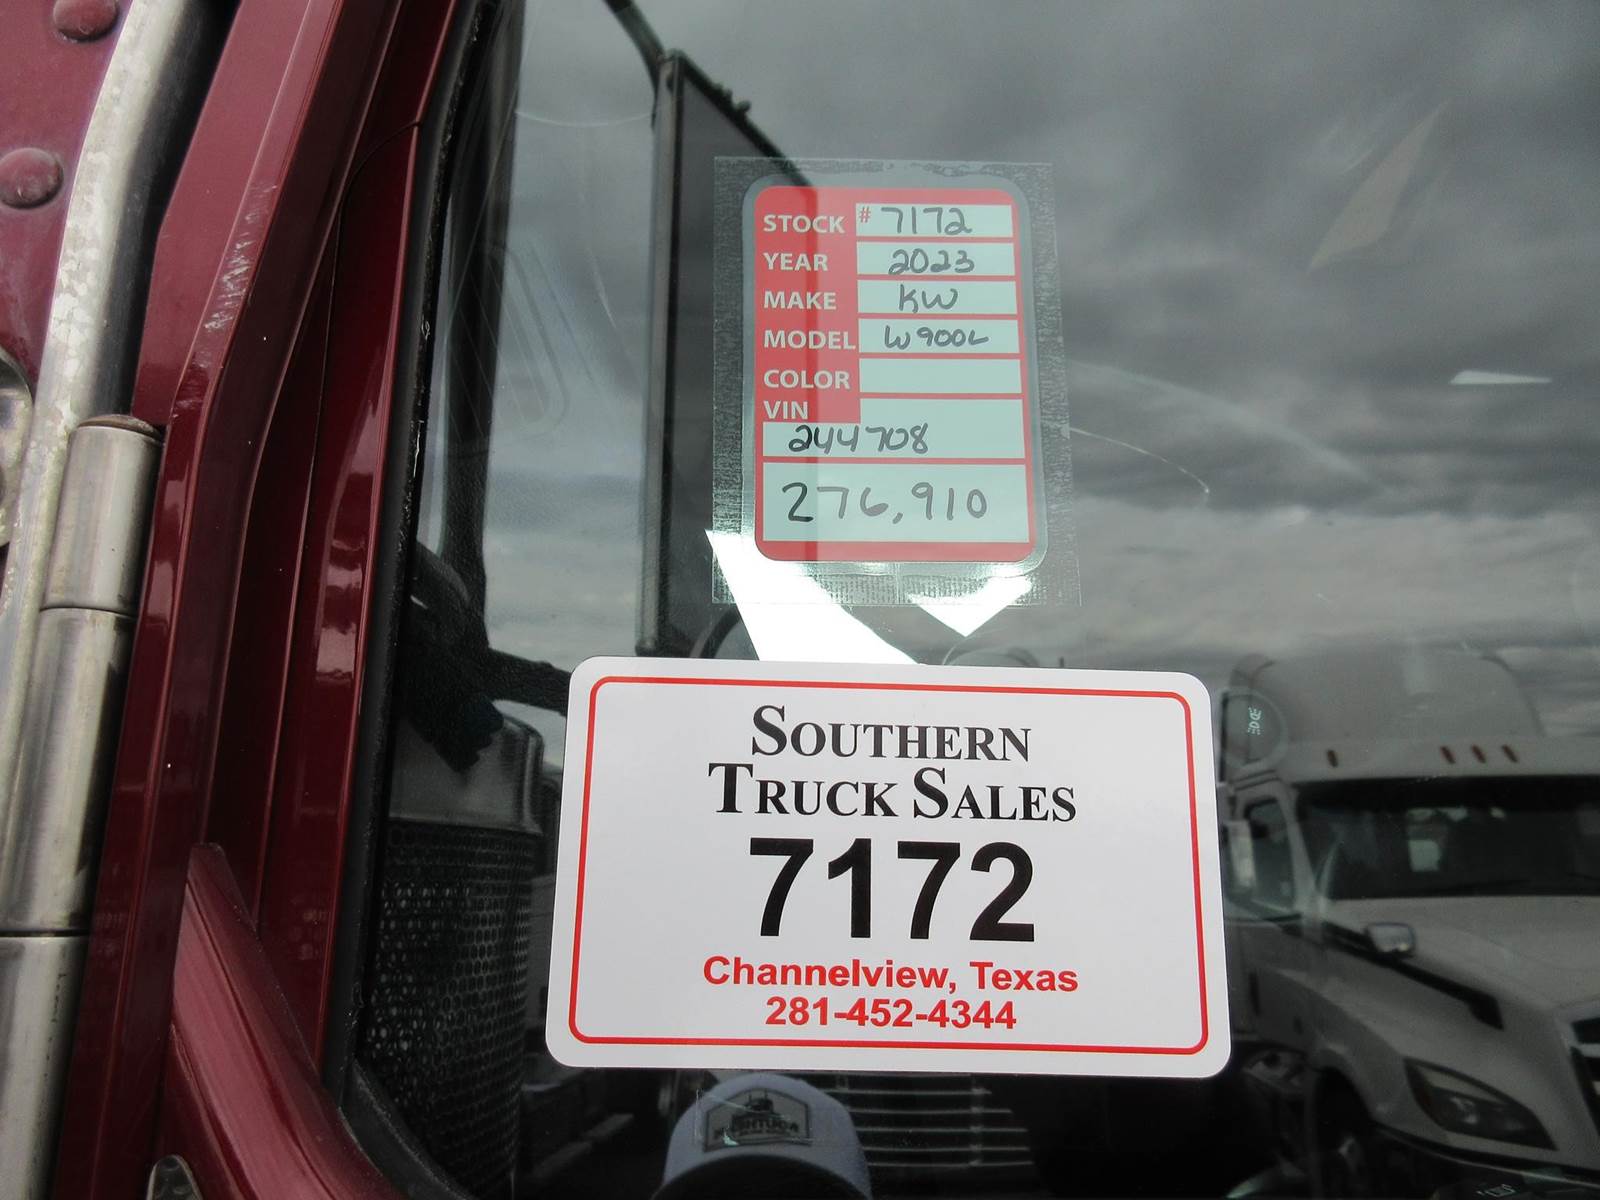 STOCK # 7172
YEAR 2023
MAKE KW
MODEL W900L
COLOR
VIN
244708
276,910
SOUTHERN
TRUCK SALES
7172
Channelview, Texas
281-452-4344